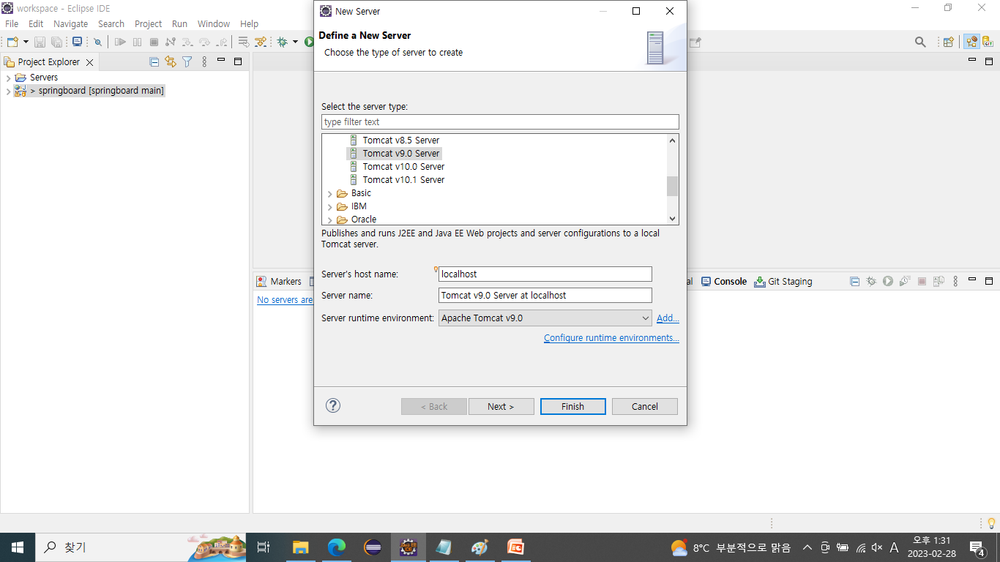 workspace - Eclipse IDE
File Edit Navigate Search Project Run Window Help
Project Explorer
Servers
> springboard [springboard main]
New Server
Define a New Server
Choose the type of server to create
Select the server type:
type filter text
Tomcat v8.5 Server
Tomcat v9.0 Server
Tomcat v10.0 Server
Tomcat v10.1 Server
Basic
IBM
Oracle
Publishes and runs J2EE and Java EE Web projects and server configurations to a local
Tomcat server.
Server's host name: localhost
Server name: Tomcat v9.0 Server at localhost
Server runtime environment: Apache Tomcat v9.0 Add...
Configure runtime environments...
< Back Next > Finish Cancel
Markers
al Console Git Staging
No servers are
찾기
8°C 부분적으로 맑음 A
오후 1:31
2023-02-28
4